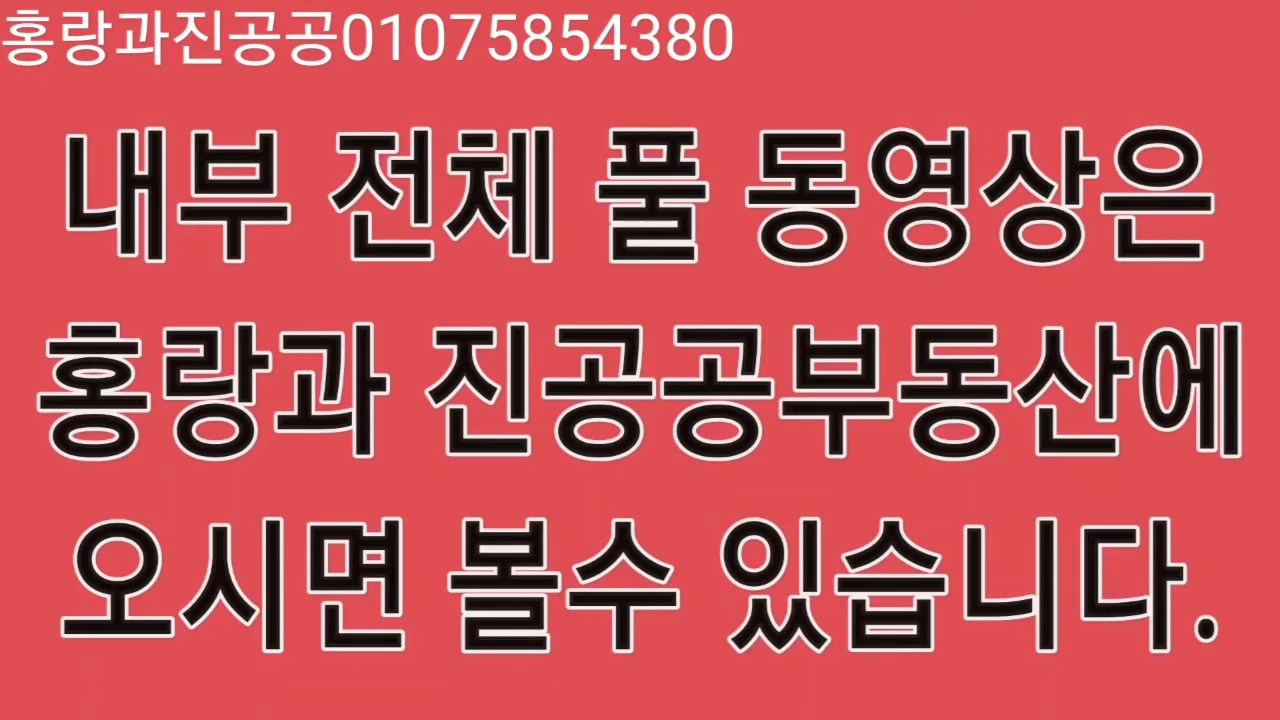 홍랑과진공공01075854380
내부 전체 풀 동영상은
홍랑과 진공공부동산에
오시면 볼수 있습니다.